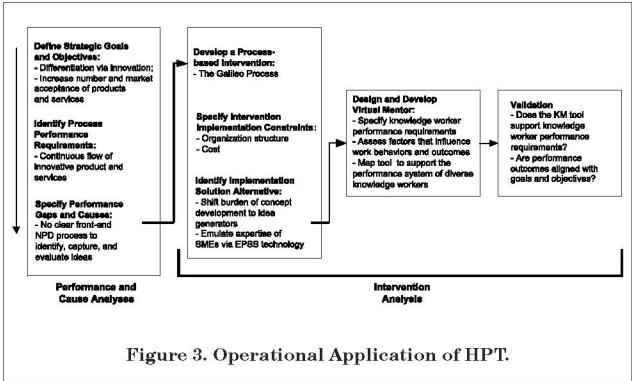 Define Strategic Goals
and Objectives:
- Differentiation via innovation;
- Increase number and market
acceptance of products
and services
Identify Process
Performance
Requirements:
- Continuous flow of
innovative product and
services
Specify Performance
Gaps and Causes:
- No clear front-end
NPD process to
identify, capture, and
evaluate ideas
Performance and
Cause Analyses
Develop a Process-
based Intervention:
- The Galileo Process
Specify Intervention
Implementation Constraints:
- Organization structure
- Cost
Identify Implementation
Solution Alternative:
- Shift burden of concept
development to idea
generators
- Emulate expertise of
SMEs via EPSS technology
Design and Develop
Virtual Mentor:
- Specify knowledge worker
performance requirements
- Assess factors that influence
work behaviors and outcomes
- Map tool to support the
performance system of diverse
knowledge workers
Validation
- Does the KM tool
support knowledge
worker performance
requirements?
- Are performance
outcomes aligned with
goals and objectives?
Intervention
Analysis
Figure 3. Operational Application of HPT.